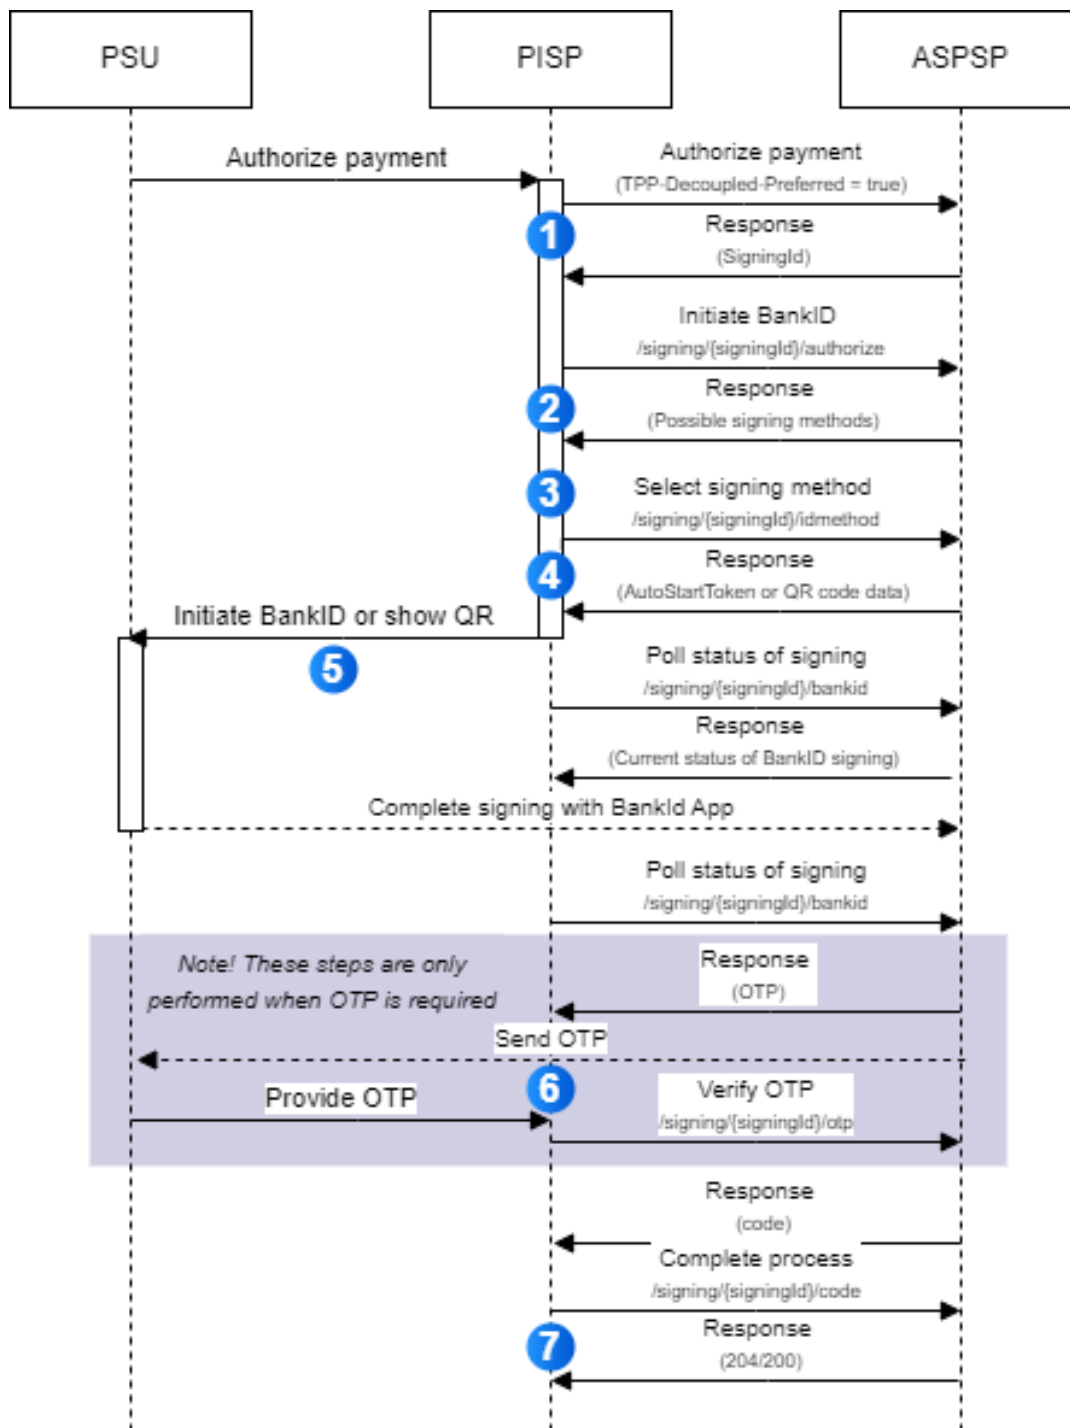 PSU
PISP
ASPSP
Authorize payment
Authorize payment
(TPP-Decoupled-Preferred = true)
1
Response
(SigningId)
Initiate BankID
/signing/{signingId}/authorize
2
Response
(Possible signing methods)
3
Select signing method
/signing/{signingId}/idmethod
4
Response
(AutoStartToken or QR code data)
Initiate BankID or show QR
5
Poll status of signing
/signing/{signingId}/bankid
Response
(Current status of BankID signing)
Complete signing with BankId App
Poll status of signing
/signing/{signingId}/bankid
Note! These steps are only
performed when OTP is required
Response
(OTP)
Send OTP
6
Provide OTP
Verify OTP
/signing/{signingId}/otp
Response
(code)
Complete process
/signing/{signingId}/code
7
Response
(204/200)